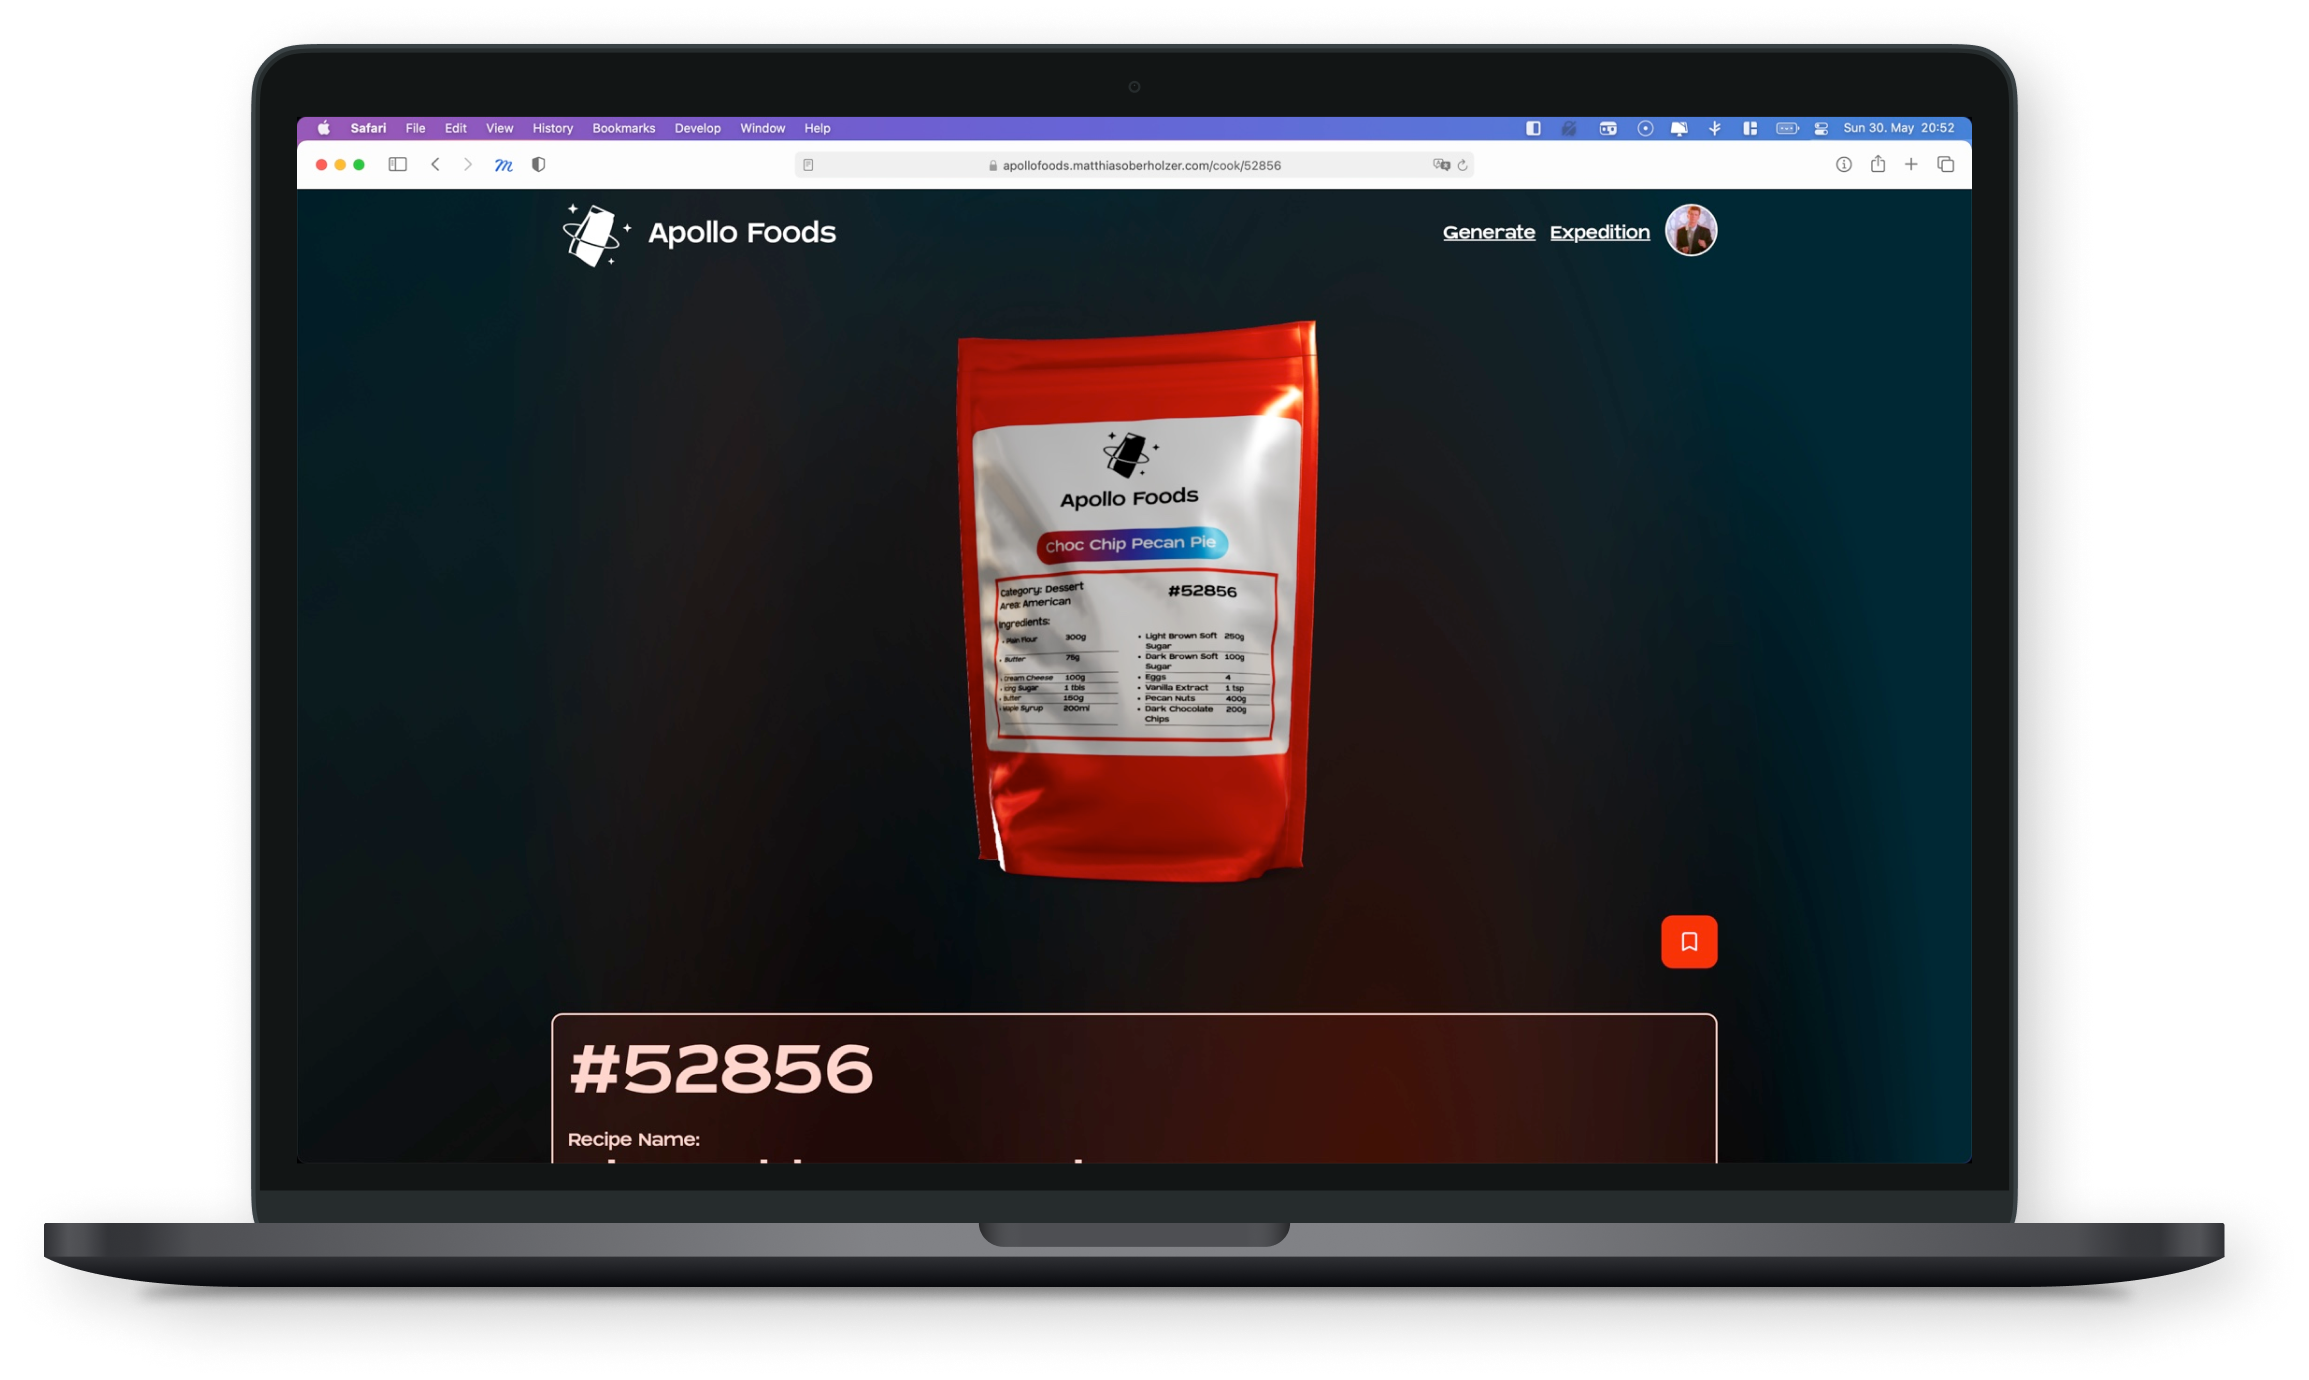 Safari File Edit View History Bookmarks Develop Window Help Sun 30. May 20:52
apollofoods.matthiasoberholzer.com/cook/52856
Apollo Foods Generate Expedition
Apollo Foods
Choc Chip Pecan Pie
Category: Dessert #52856
Area: American
Ingredients:
• Plain Flour 300g
• Butter 75g
• Cream Cheese 100g
• Icing Sugar 1 tbls
• Butter 150g
• Maple Syrup 200ml
• Light Brown Soft 250g
Sugar
• Dark Brown Soft 100g
Sugar
• Eggs 4
• Vanilla Extract 1 tsp
• Pecan Nuts 400g
• Dark Chocolate 200g
Chips
#52856
Recipe Name: